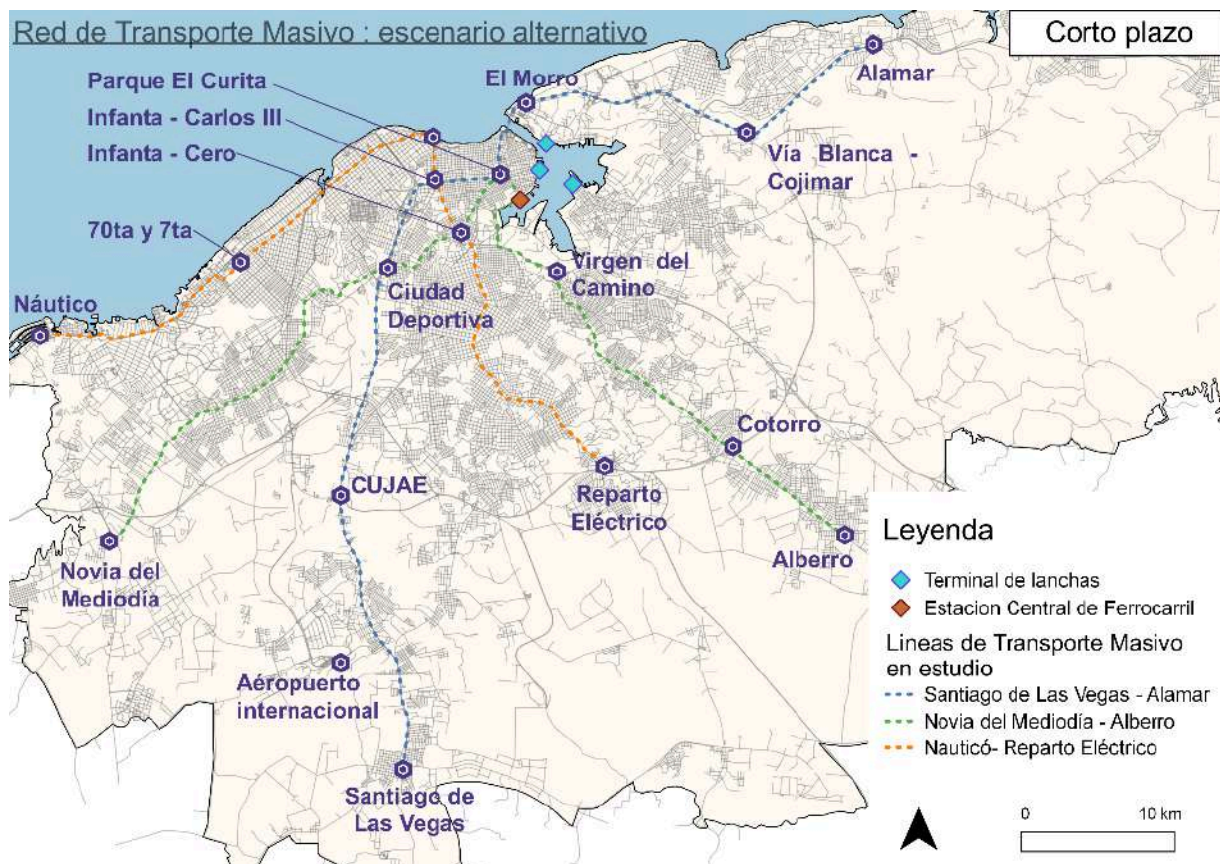 Red de Transporte Masivo : escenario alternativo
Corto plazo
Parque El Curita
El Morro
Alamar
Infanta - Carlos III
Infanta - Cero
Vía Blanca -
Cojimar
70ta y 7ta
Náutico
Ciudad
Deportiva
Virgen del
Camino
Cotorro
CUJAE
Reparto
Eléctrico
Alberro
Novia del
Mediodía
Aéropuerto
internacional
Santiago de
Las Vegas
Leyenda
Terminal de lanchas
Estacion Central de Ferrocarril
Lineas de Transporte Masivo
en estudio
Santiago de Las Vegas - Alamar
Novia del Mediodía - Alberro
Nauticó- Reparto Eléctrico
0 10 km